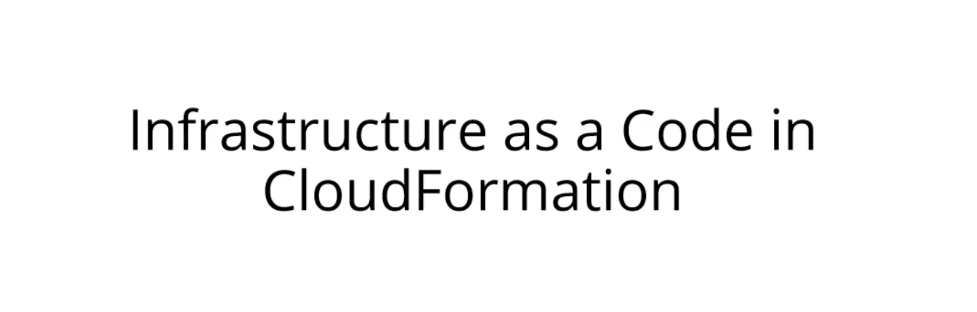 Infrastructure as a Code in
CloudFormation